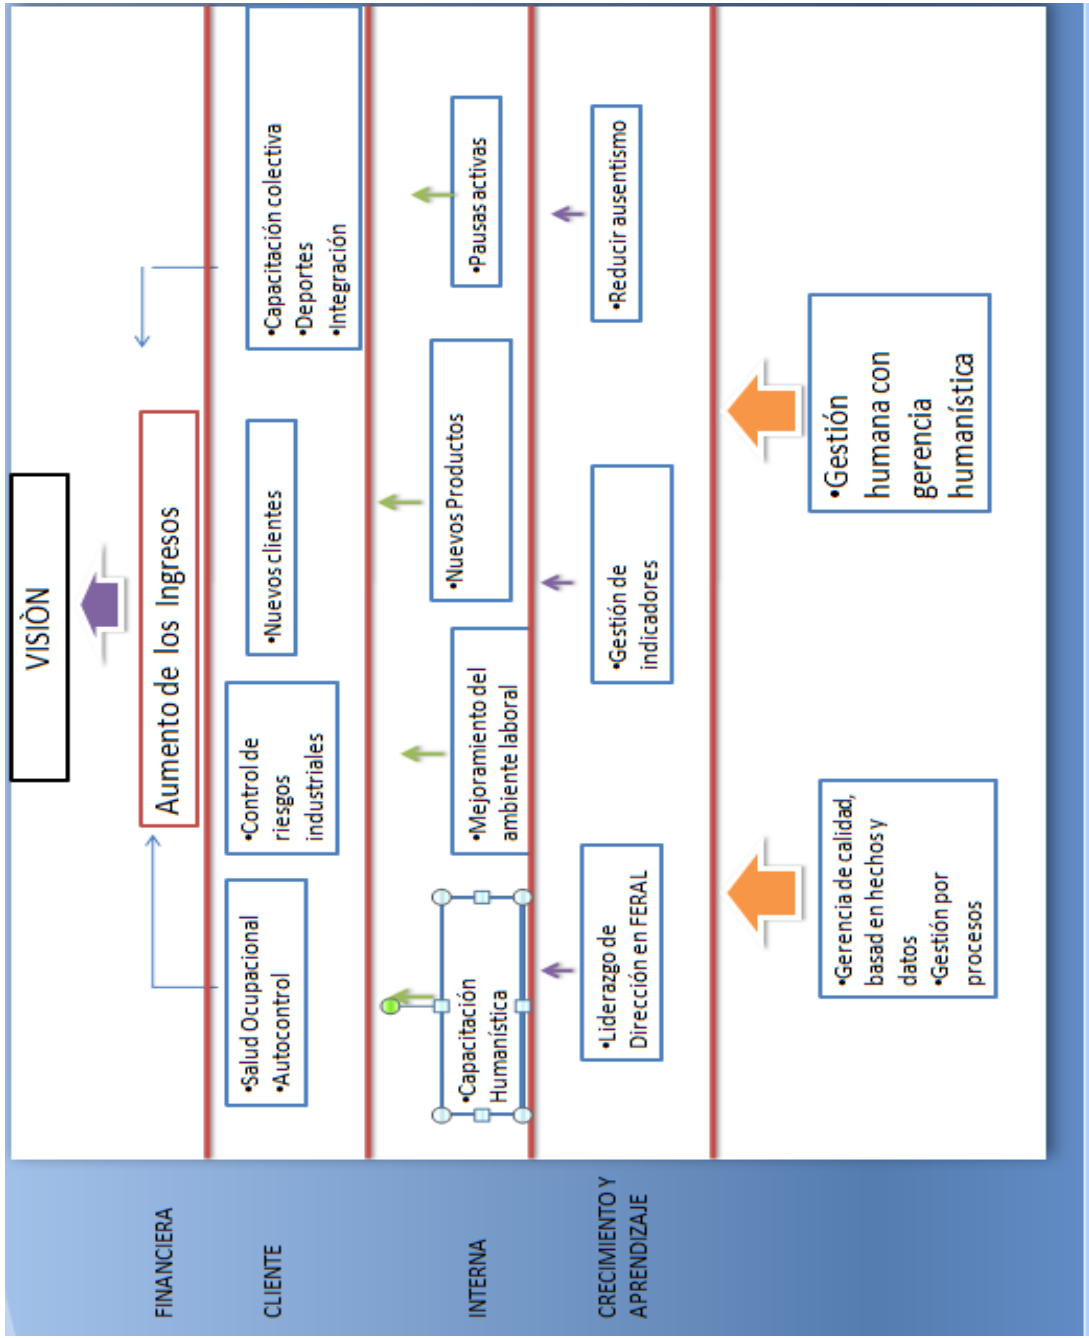 VISIÒN
FINANCIERA
Aumento de los Ingresos
CLIENTE
•Salud Ocupacional
•Autocontrol
•Control de
riesgos
industriales
•Nuevos clientes
•Capacitación colectiva
•Deportes
•Integración
INTERNA
•Capacitación
Humanística
•Mejoramiento del
ambiente laboral
•Nuevos Productos
•Pausas activas
CRECIMIENTO Y
APRENDIZAJE
•Liderazgo de
Dirección en FERAL
•Gestión de
indicadores
•Reducir ausentismo
•Gerencia de calidad,
basad en hechos y
datos
•Gestión por
procesos
•Gestión
humana con
gerencia
humanística